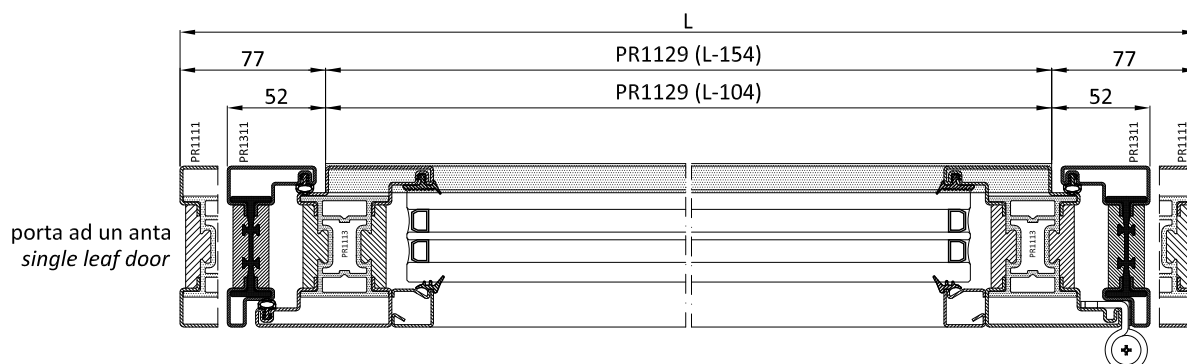 L
77
PR1129 (L-154)
77
52
PR1129 (L-104)
52
PR1111
PR1311
PR1311
PR1111
porta ad un anta
single leaf door
PR1113
PR1113